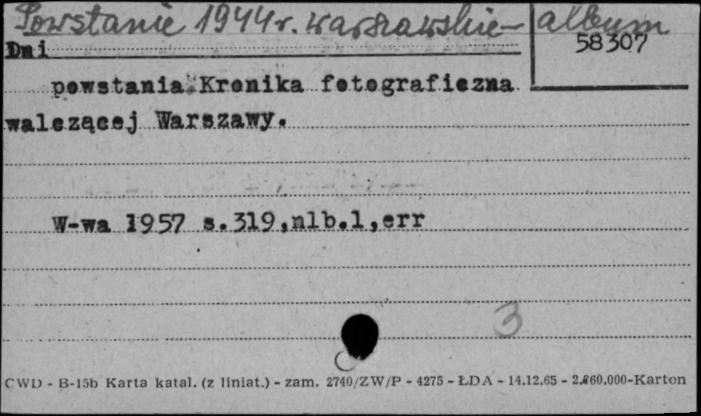 Powstanie 1944r. warszawskie - album
58307
Dni
powstania.Kronika fotograficzna
walczącej Warszawy.
W-wa 1957 s.319,nlb.1,err
3
CWD - B-15b Karta katal. (z liniat.) - zam. 2740/ZW/P - 4275 - ŁDA - 14.12.65 - 2.860.000-Karton